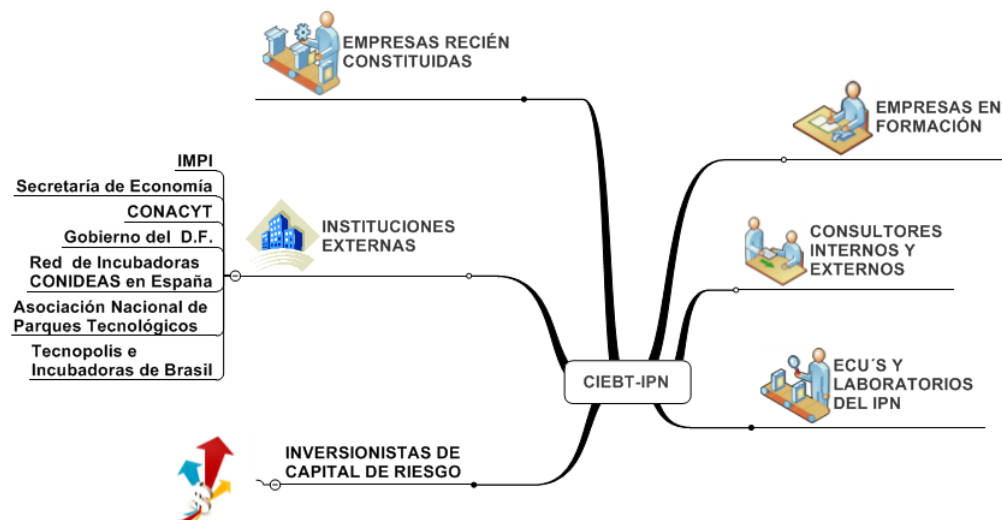 EMPRESAS RECIÉN
CONSTITUIDAS
EMPRESAS EN
FORMACIÓN
IMPI
Secretaría de Economía
CONACYT
Gobierno del D.F.
Red de Incubadoras
CONIDEAS en España
Asociación Nacional de
Parques Tecnológicos
Tecnopolis e
Incubadoras de Brasil
INSTITUCIONES
EXTERNAS
CONSULTORES
INTERNOS Y
EXTERNOS
CIEBT-IPN
ECU´S Y
LABORATORIOS
DEL IPN
INVERSIONISTAS DE
CAPITAL DE RIESGO